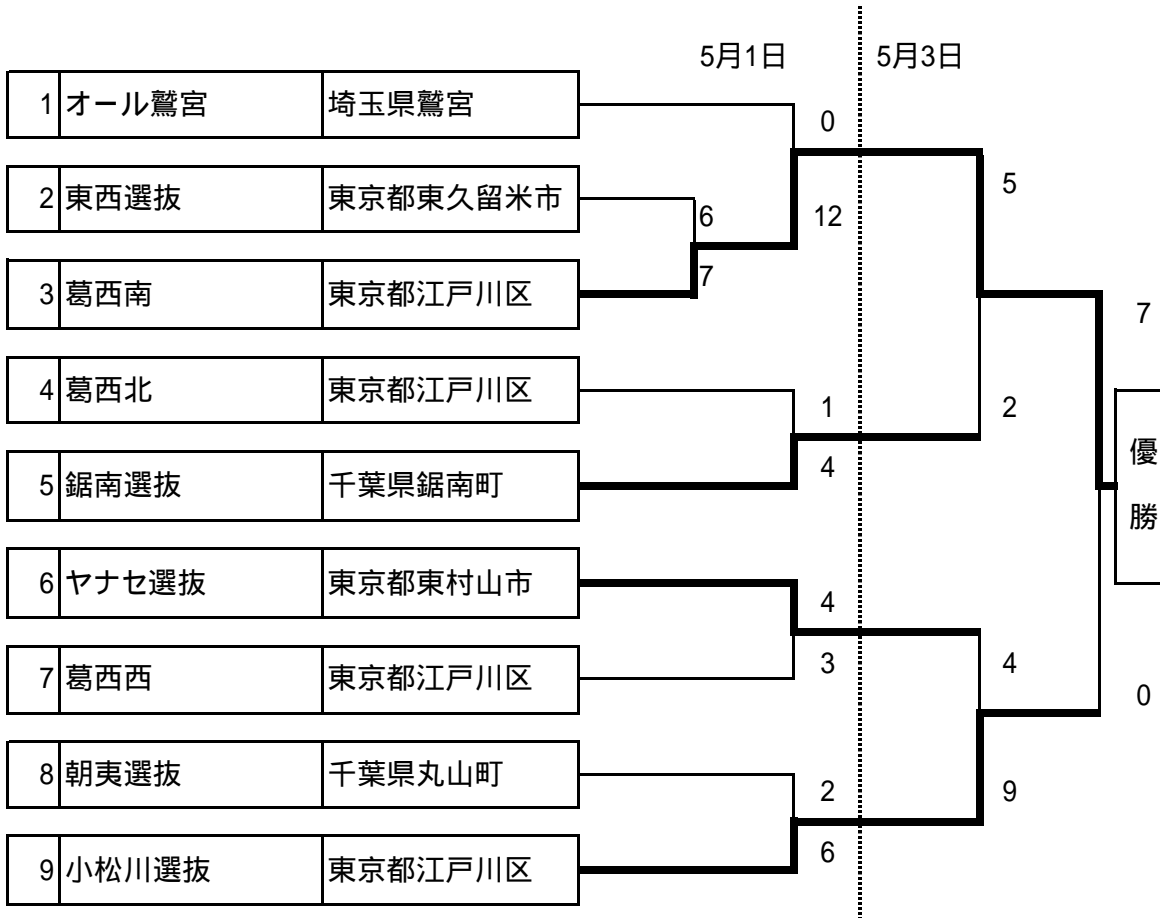 5月1日 5月3日
1 オール鷲宮 埼玉県鷲宮
0
2 東西選抜 東京都東久留米市
5
6
12
7
3 葛西南 東京都江戸川区
7
4 葛西北 東京都江戸川区
1
2
4
5 鋸南選抜 千葉県鋸南町
優
勝
6 ヤナセ選抜 東京都東村山市
4
3
4
7 葛西西 東京都江戸川区
0
8 朝夷選抜 千葉県丸山町
2
9
6
9 小松川選抜 東京都江戸川区